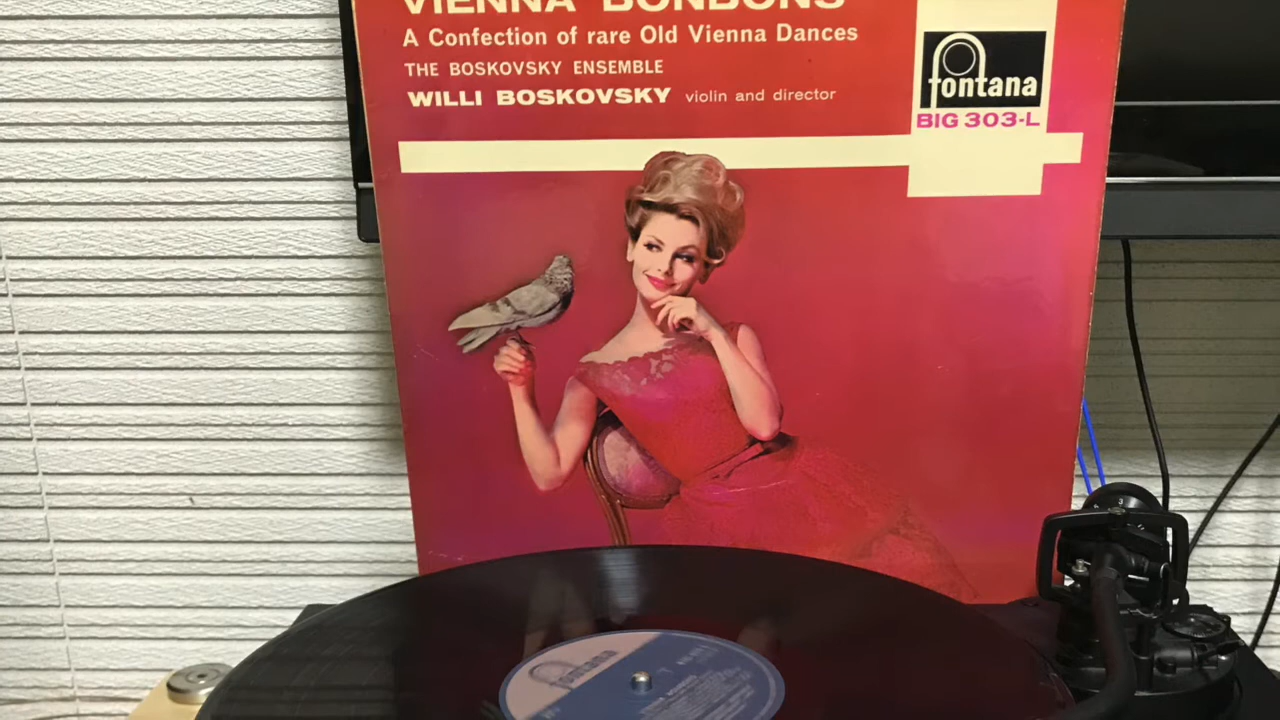 VIENNA BONBONS
A Confection of rare Old Vienna Dances
THE BOSKOVSKY ENSEMBLE
WILLI BOSKOVSKY violin and director
fontana
BIG 303-L
fontana